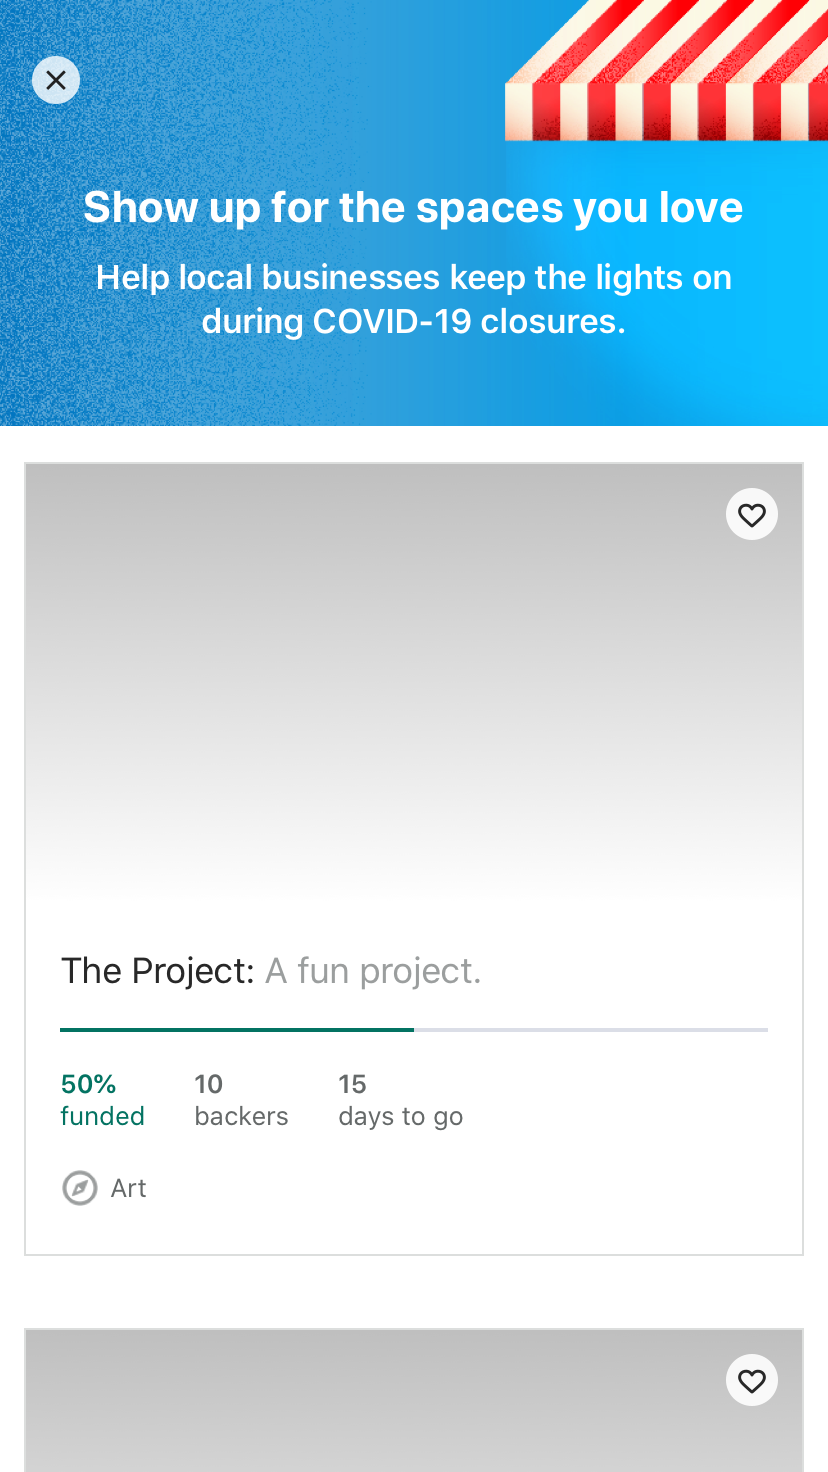 Show up for the spaces you love
Help local businesses keep the lights on
during COVID-19 closures.
The Project: A fun project.
50%
funded
10
backers
15
days to go
Art